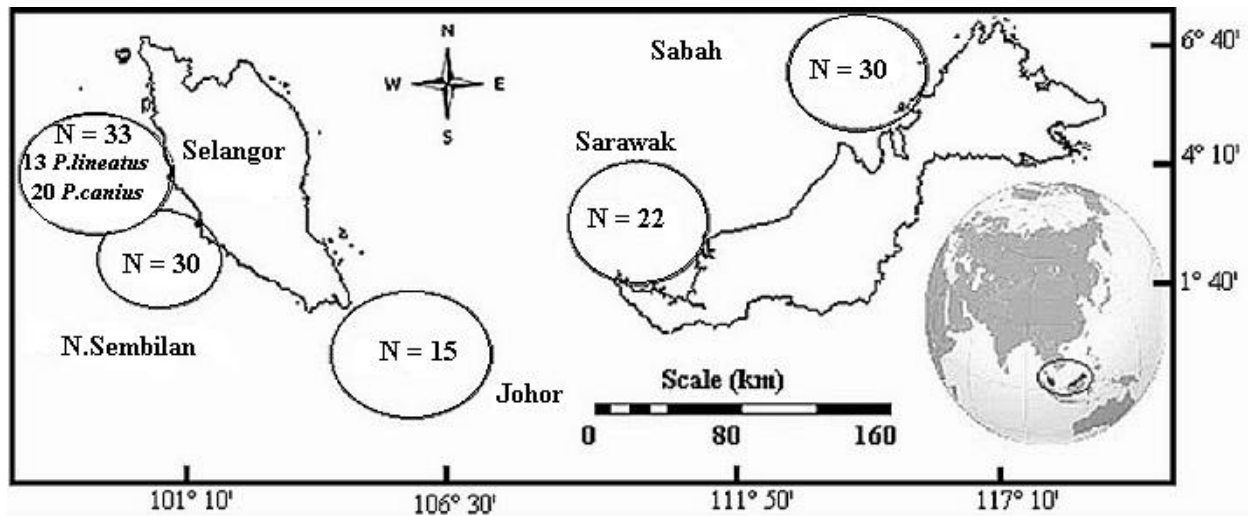 Sabah
N
W E
S
N = 30
6° 40'
N = 33
13 P.lineatus
20 P.canius
Selangor
Sarawak
4° 10'
N = 22
N = 30
1° 40'
N.Sembilan
N = 15
Johor
Scale (km)
0 80 160
101° 10' 106° 30' 111° 50' 117° 10'